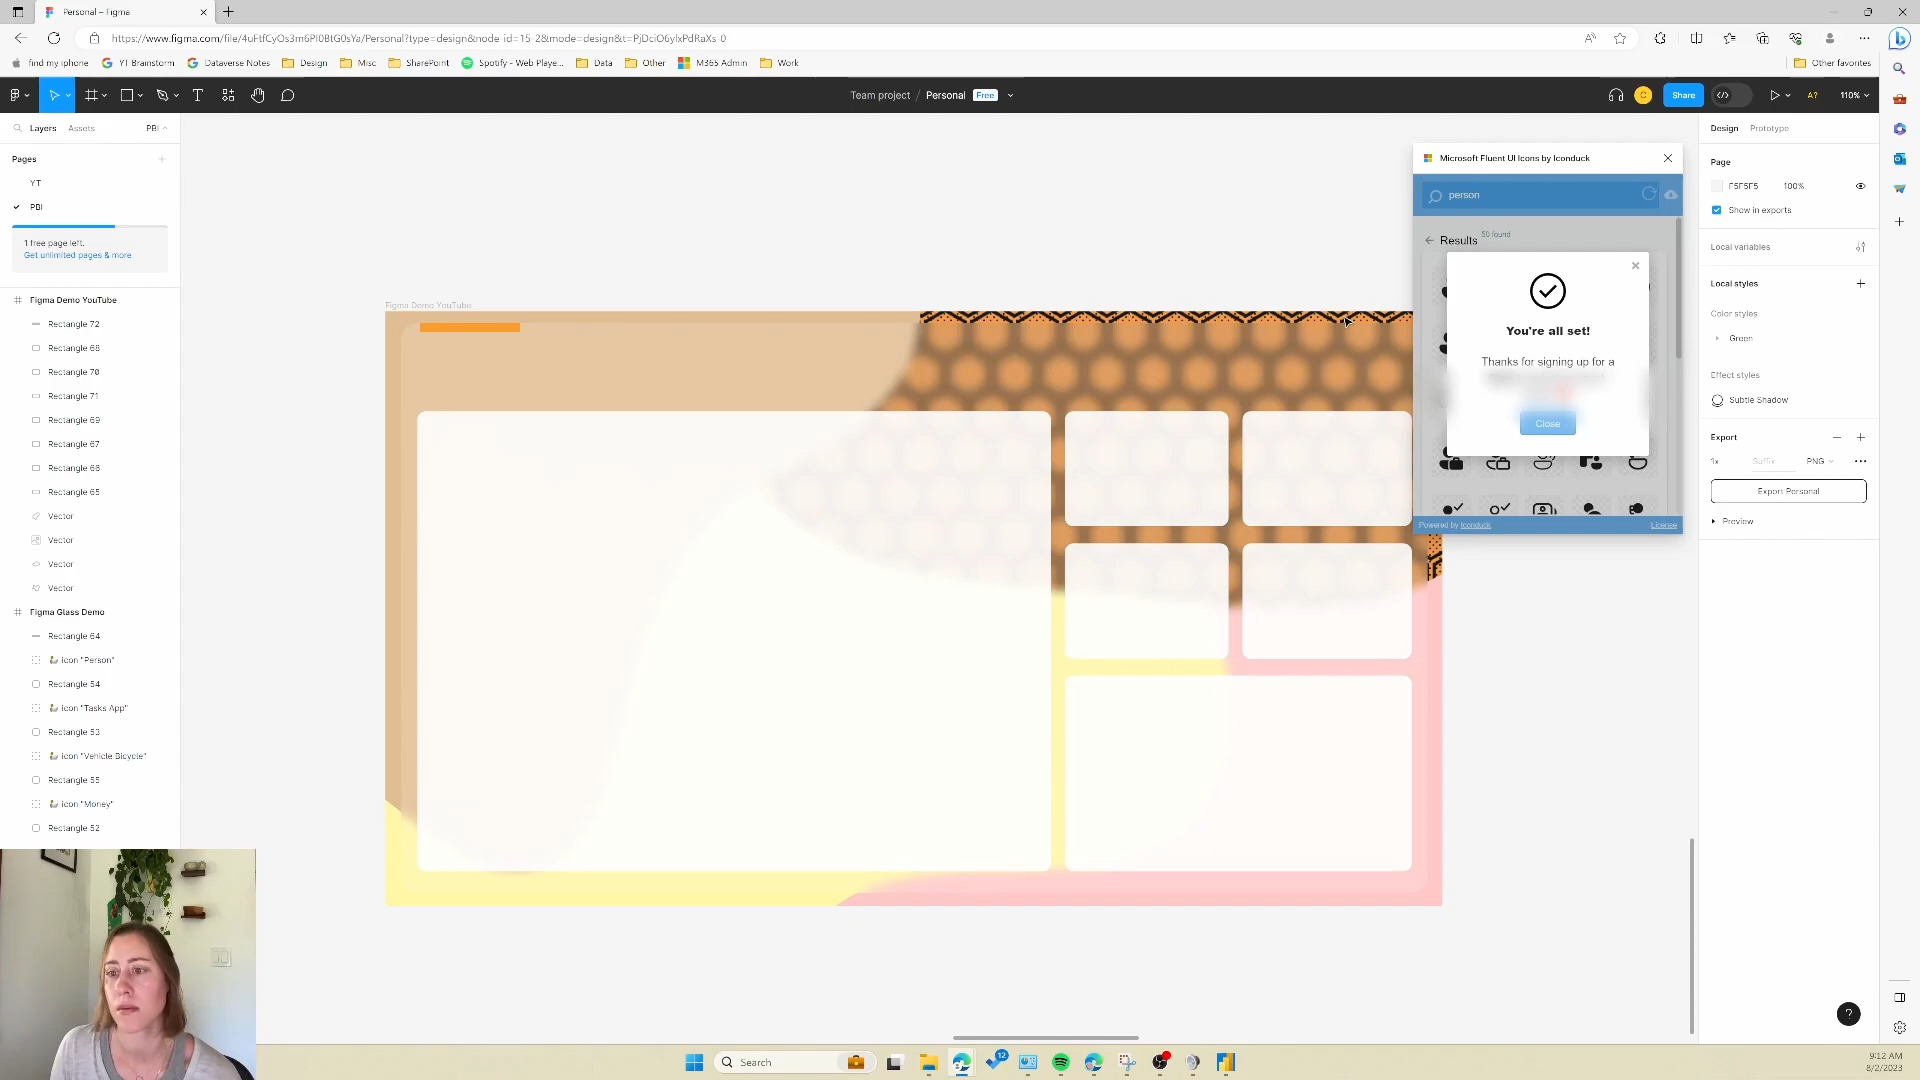 Personal – Figma
https://www.figma.com/file/4uFtfCyOs3m6PI0BtG0sYa/Personal?type=design&node-id=15-2&mode=design&t=PjDciO6yIxPdRaXs-0
find my iphone
YT Brainstorm
Dataverse Notes
Design
Misc
SharePoint
Spotify - Web Playe...
Data
Other
M365 Admin
Work
Other favorites
Team project / Personal Free
Share
A?
110%
Layers
Assets
PBI
Pages
YT
PBI
1 free page left.
Get unlimited pages & more
Figma Demo YouTube
Rectangle 72
Rectangle 68
Rectangle 70
Rectangle 71
Rectangle 69
Rectangle 67
Rectangle 66
Rectangle 65
Vector
Vector
Vector
Vector
Figma Glass Demo
Rectangle 64
icon "Person"
Rectangle 54
icon "Tasks App"
Rectangle 53
icon "Vehicle Bicycle"
Rectangle 55
icon "Money"
Rectangle 52
Figma Demo YouTube
Microsoft Fluent UI Icons by Iconduck
person
Results 50 found
You're all set!
Thanks for signing up for a
Close
Powered by Iconduck
License
Design
Prototype
Page
F5F5F5 100%
Show in exports
Local variables
Local styles
Color styles
Green
Effect styles
Subtle Shadow
Export
1x
Suffix
PNG
Export Personal
Preview
?
Search
12
9:12 AM
8/2/2023